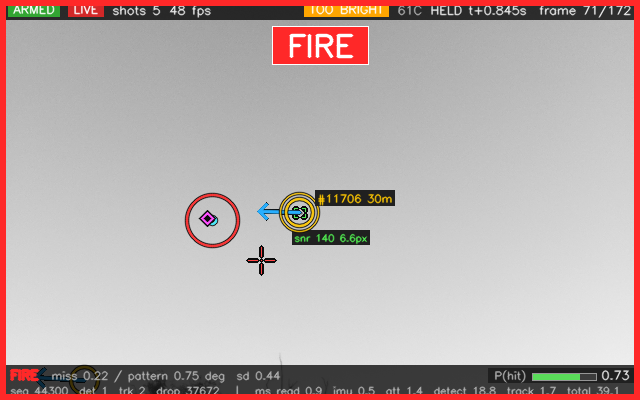 ARMED LIVE shots 5 48 fps TOO BRIGHT 61C HELD t+0.845s frame 71/172
FIRE
#11706 30m
snr 140 6.6px
FIRE miss 0.22 / pattern 0.75 deg sd 0.44 P(hit) 0.73
seq 44300 det 1 trk 2 drop 37672 | ms read 0.9 imu 0.5 att 1.4 detect 18.8 track 1.7 total 39.1